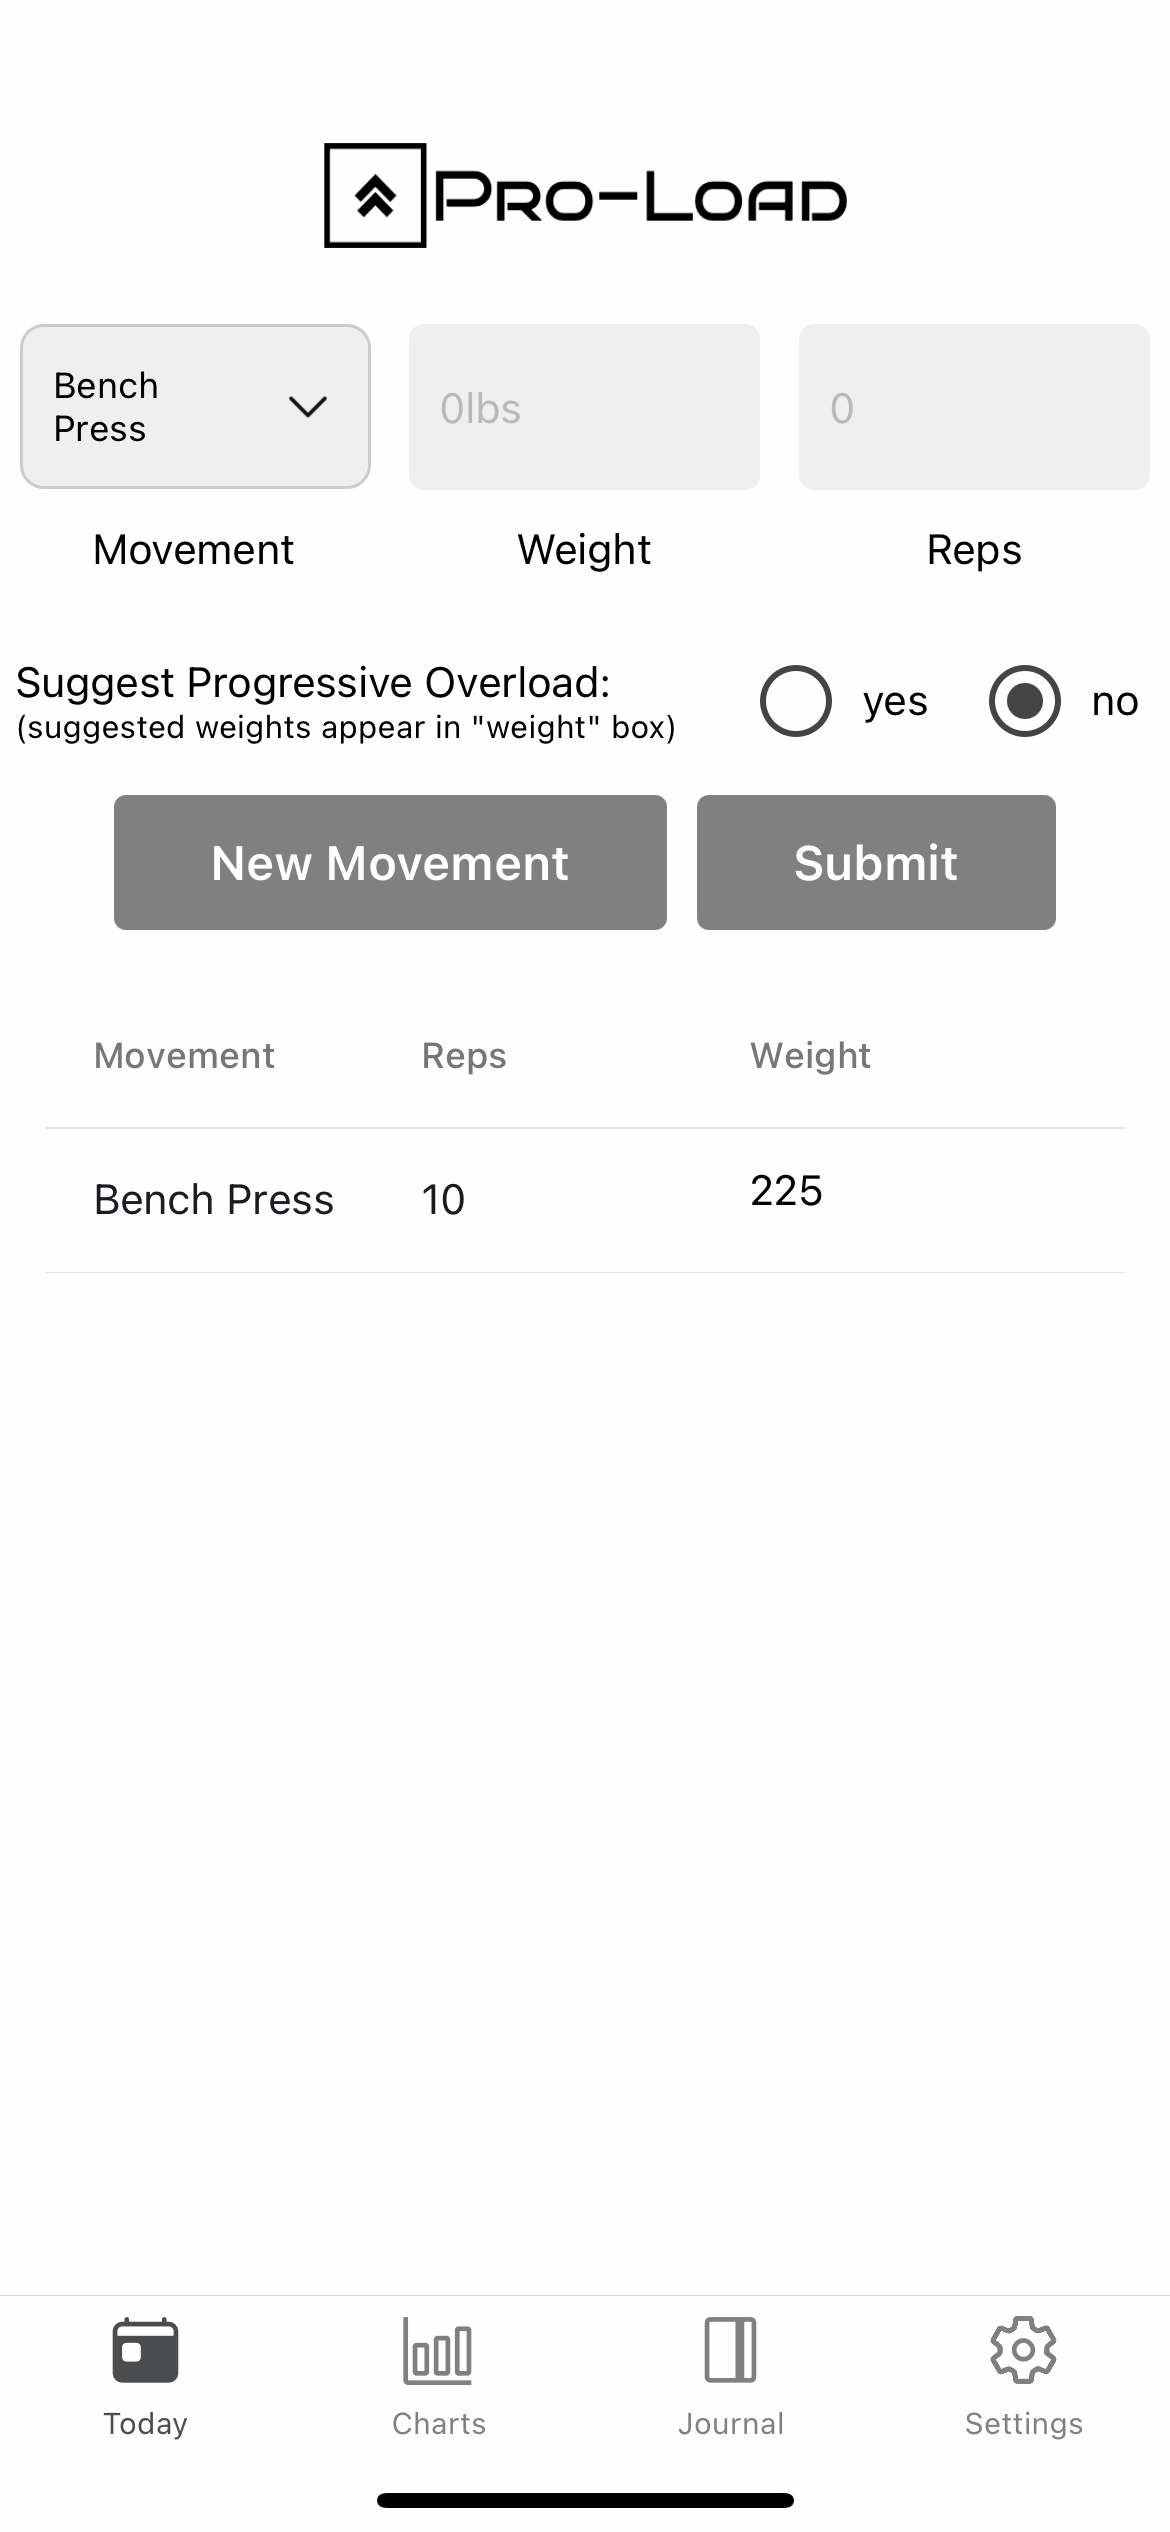 Pro-Load
Bench
Press
0lbs
0
Movement
Weight
Reps
Suggest Progressive Overload:
(suggested weights appear in "weight" box)
yes
no
New Movement
Submit
Movement
Reps
Weight
Bench Press
10
225
Today
Charts
Journal
Settings